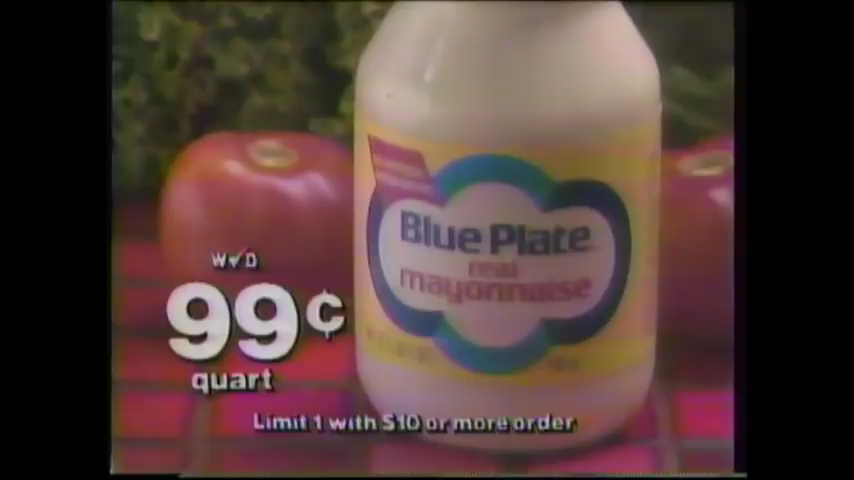 Blue Plate
real
mayonnaise
W✓D
99¢
quart
Limit 1 with $10 or more order